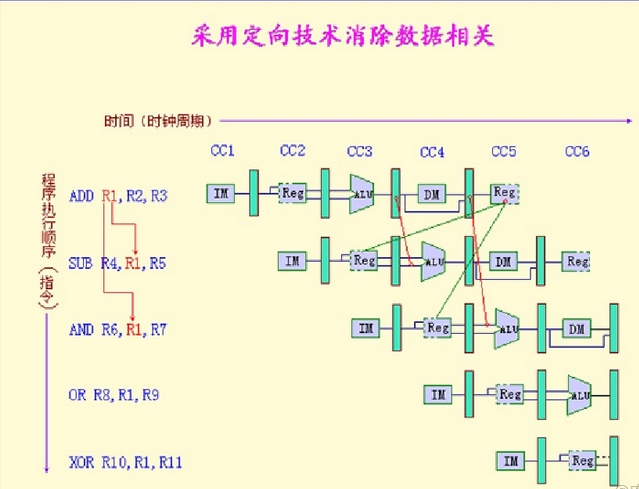 采用定向技术消除数据相关
时间（时钟周期）
CC1 CC2 CC3 CC4 CC5 CC6
程序执行顺序（指令）
ADD R1,R2,R3 IM Reg ALU DM Reg
SUB R4,R1,R5 IM Reg ALU DM Reg
AND R6,R1,R7 IM Reg ALU DM
OR R8,R1,R9 IM Reg ALU
XOR R10,R1,R11 IM Reg